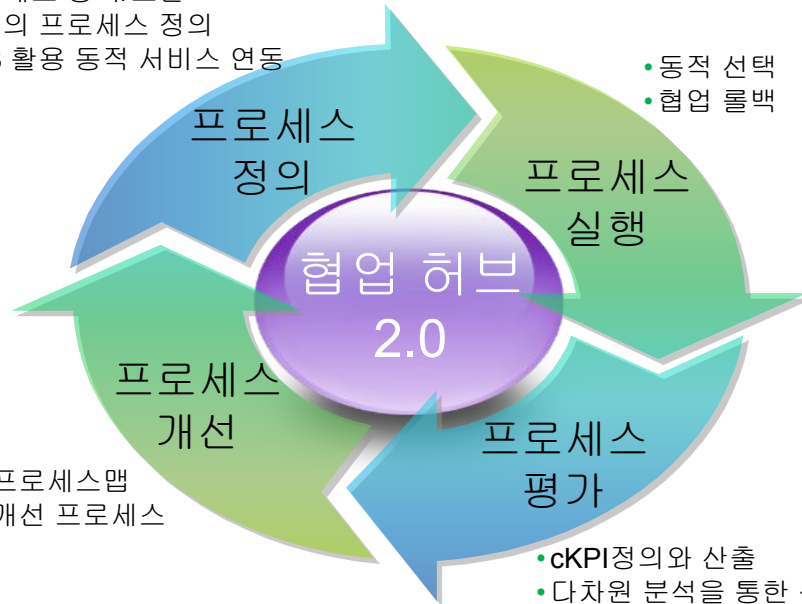 의 프로세스 정의
활용 동적 서비스 연동
• 동적 선택
• 협업 롤백
프로세스
정의
프로세스
실행
협업 허브
2.0
프로세스
개선
프로세스
평가
프로세스맵
개선 프로세스
• cKPI정의와 산출
• 다차원 분석을 통한